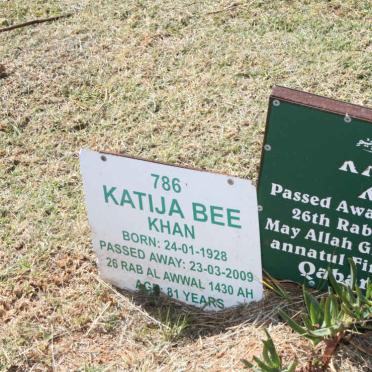 786
KATIJA BEE
KHAN
BORN: 24-01-1928
PASSED AWAY: 23-03-2009
26 RAB AL AWWAL 1430 AH
AGE: 81 YEARS
Passed Awa
26th Rab
May Allah G
annatul Fi
Qab